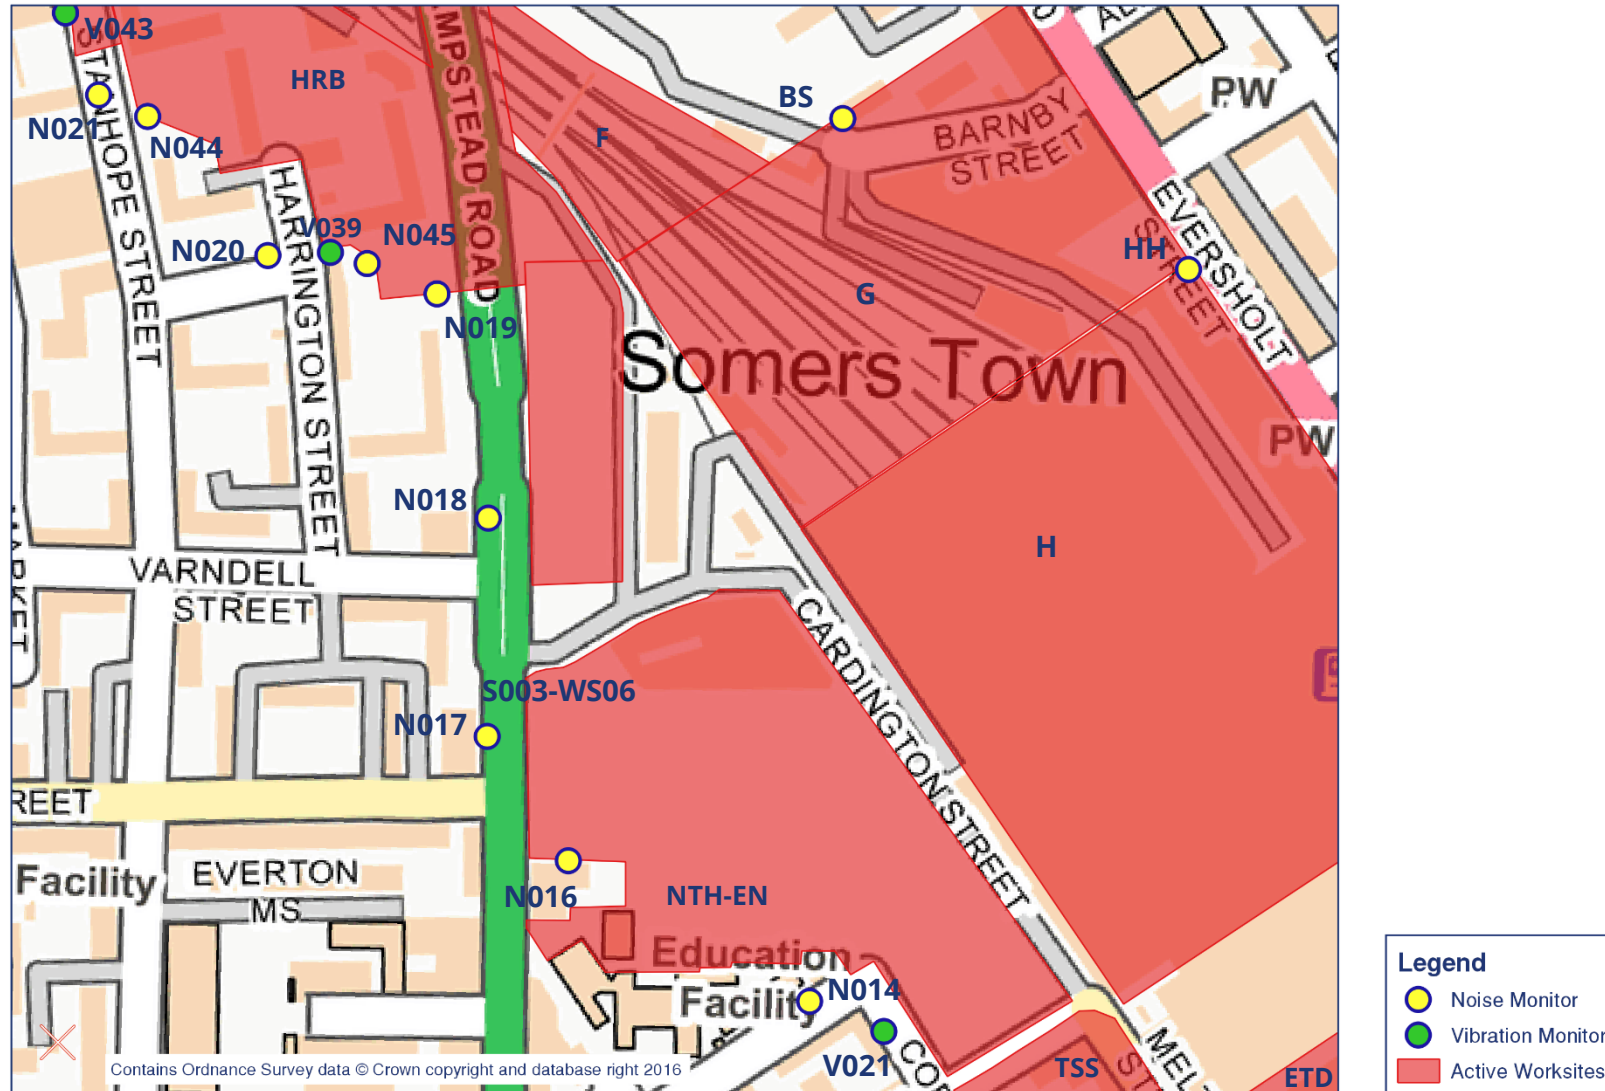 V043
HRB
MPSTEAD ROAD
F
BS
BARNBY
STREET
PW
N021
N044
STANHOPE STREET
HARRINGTON STREET
V039
N045
N020
N019
HH
EVERSHOLT
STREET
G
Somers Town
PW
N018
H
VARNDELL
STREET
CARDINGTON STREET
S003-WS06
N017
REET
Facility
EVERTON
MS
N016
NTH-EN
Education
Facility
N014
V021
TSS
ETD
Contains Ordnance Survey data © Crown copyright and database right 2016
Legend
Noise Monitor
Vibration Monitor
Active Worksites